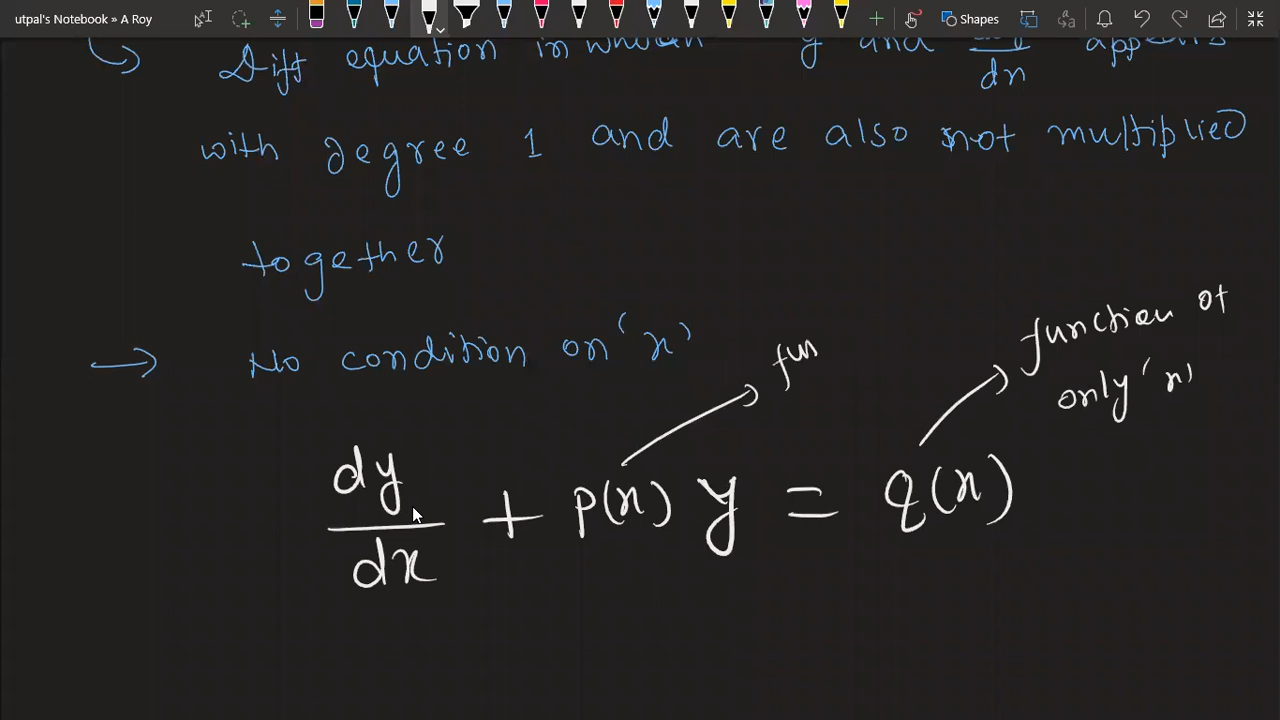 utpal's Notebook » A Roy
Shapes
Diff equation in which y and dy/dx appears
with degree 1 and are also not multiplied
together
→ No condition on 'x'
fun
function of
only 'x'
dy/dx + p(x) y = q(x)